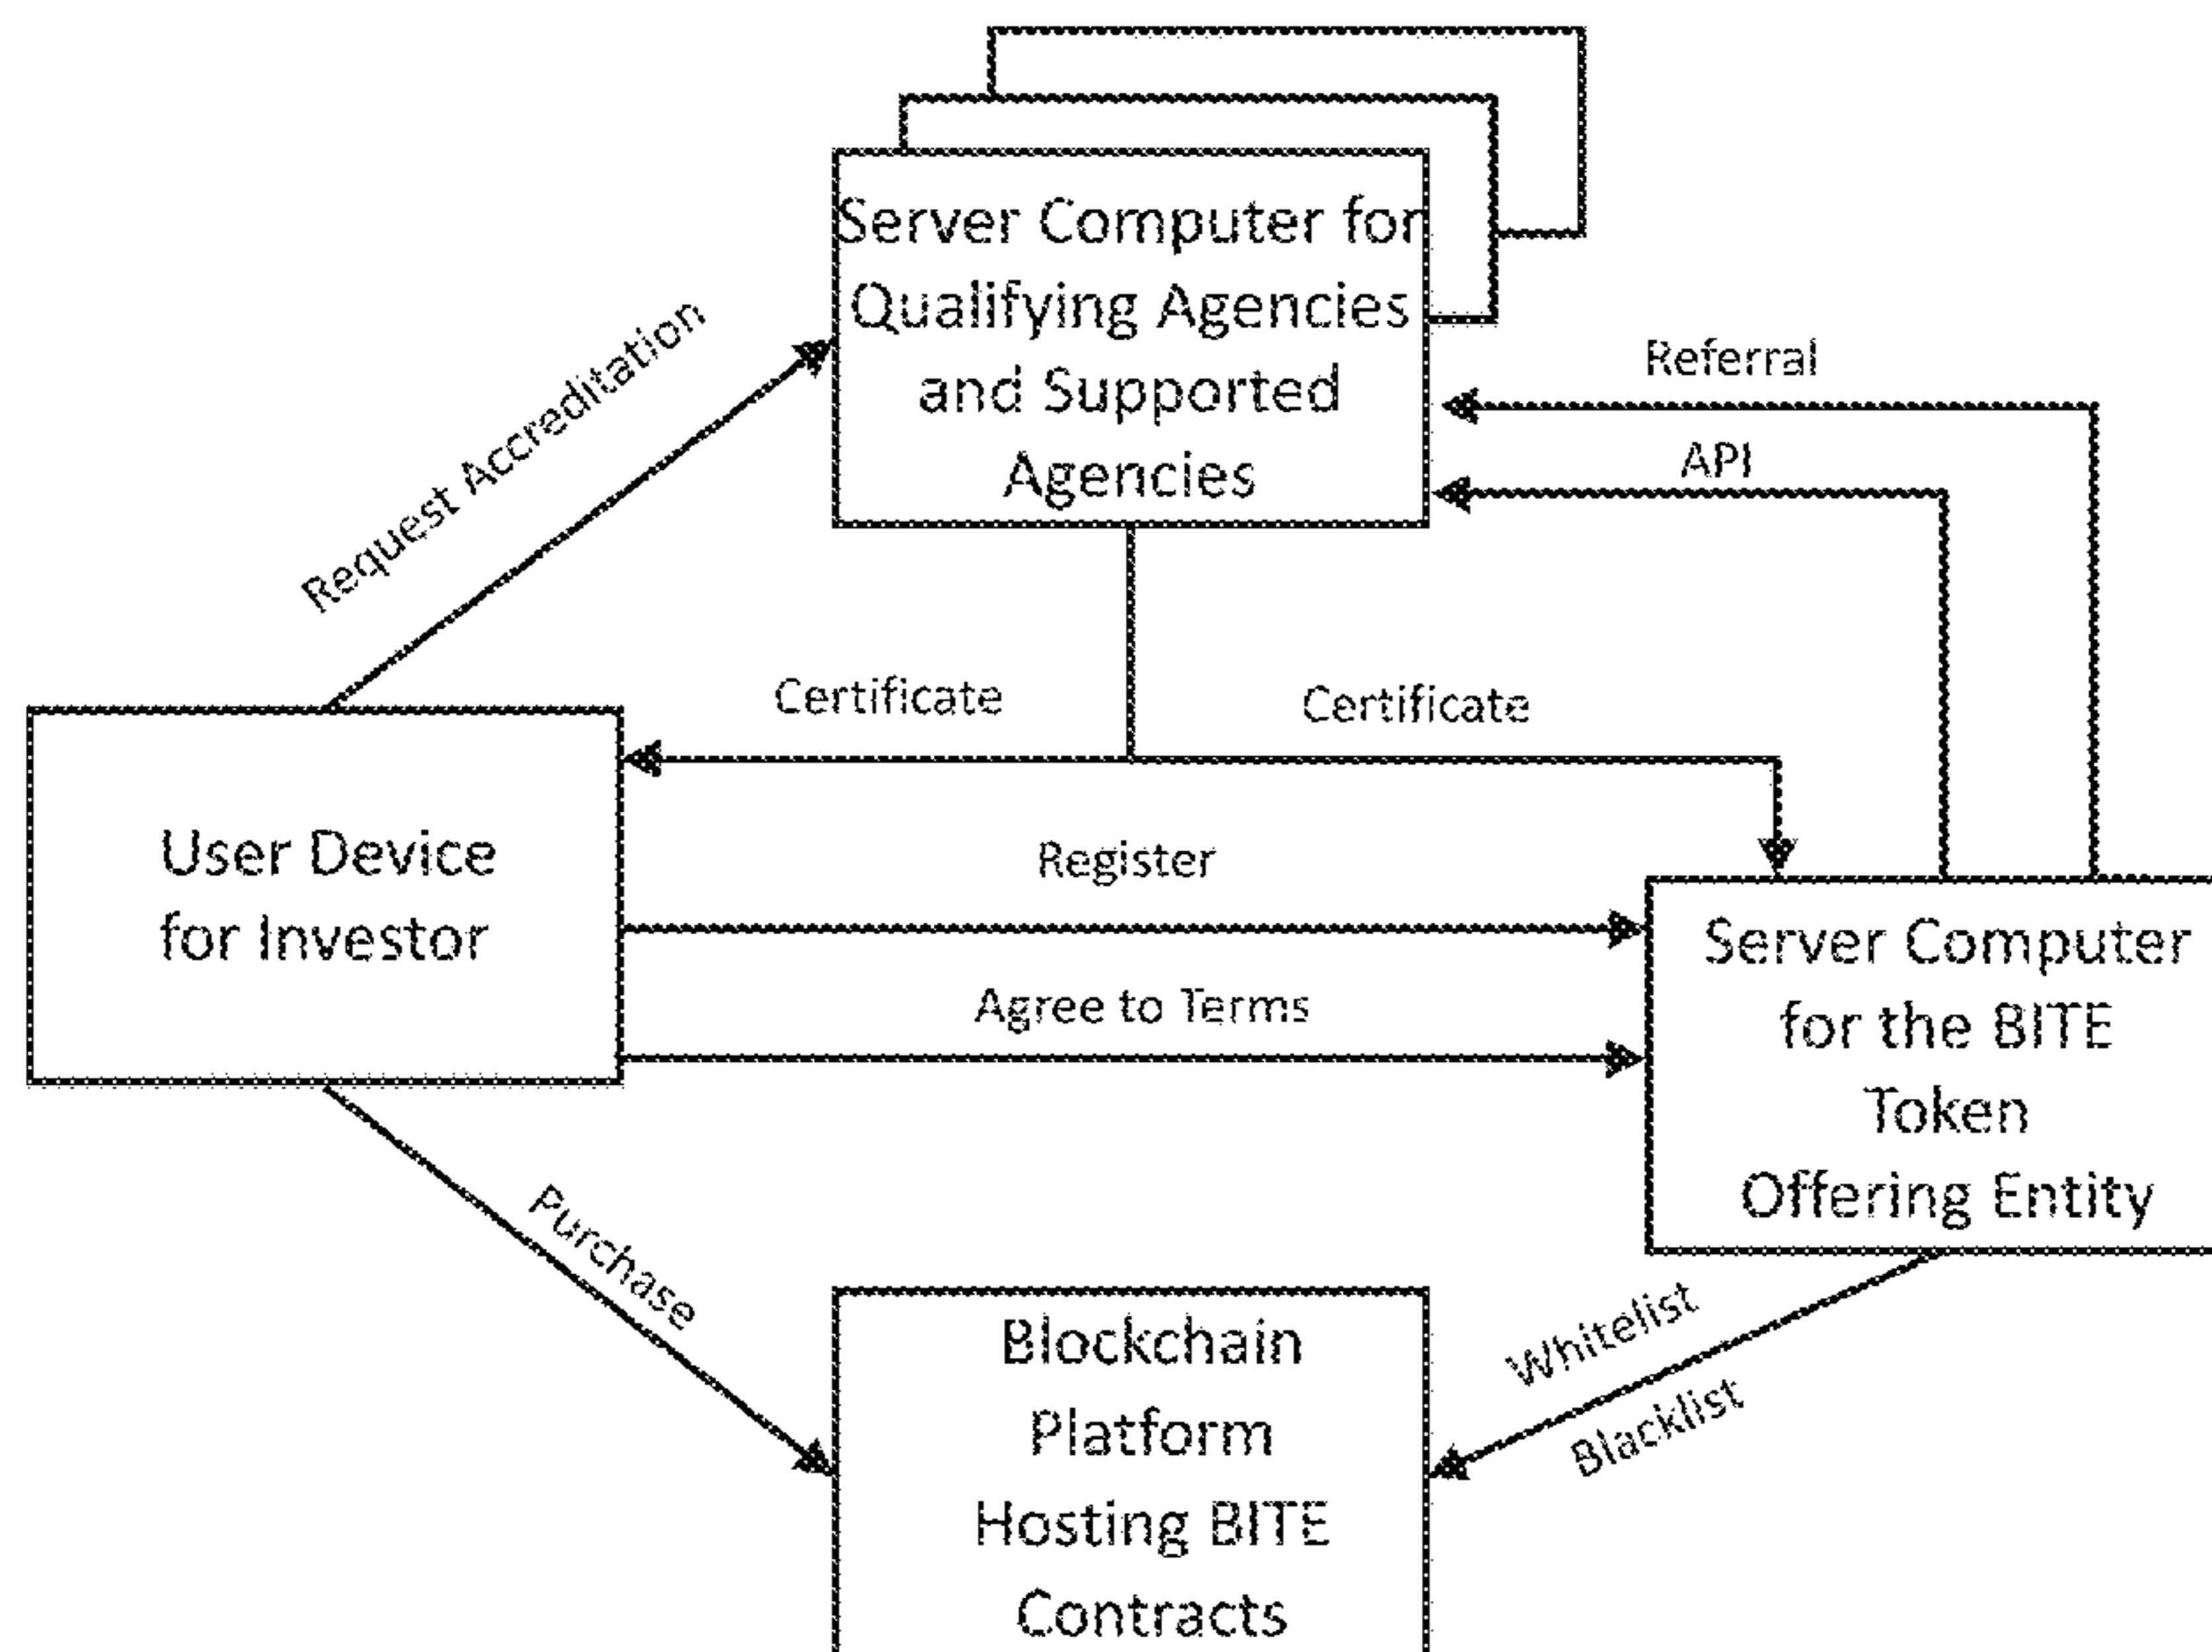 Server Computer for
Qualifying Agencies
and Supported
Agencies
Referral
API
Request Accreditation
Certificate
Certificate
User Device
for Investor
Register
Agree to Terms
Server Computer
for the BITE
Token
Offering Entity
Purchase
Whitelist
Blacklist
Blockchain
Platform
Hosting BITE
Contracts